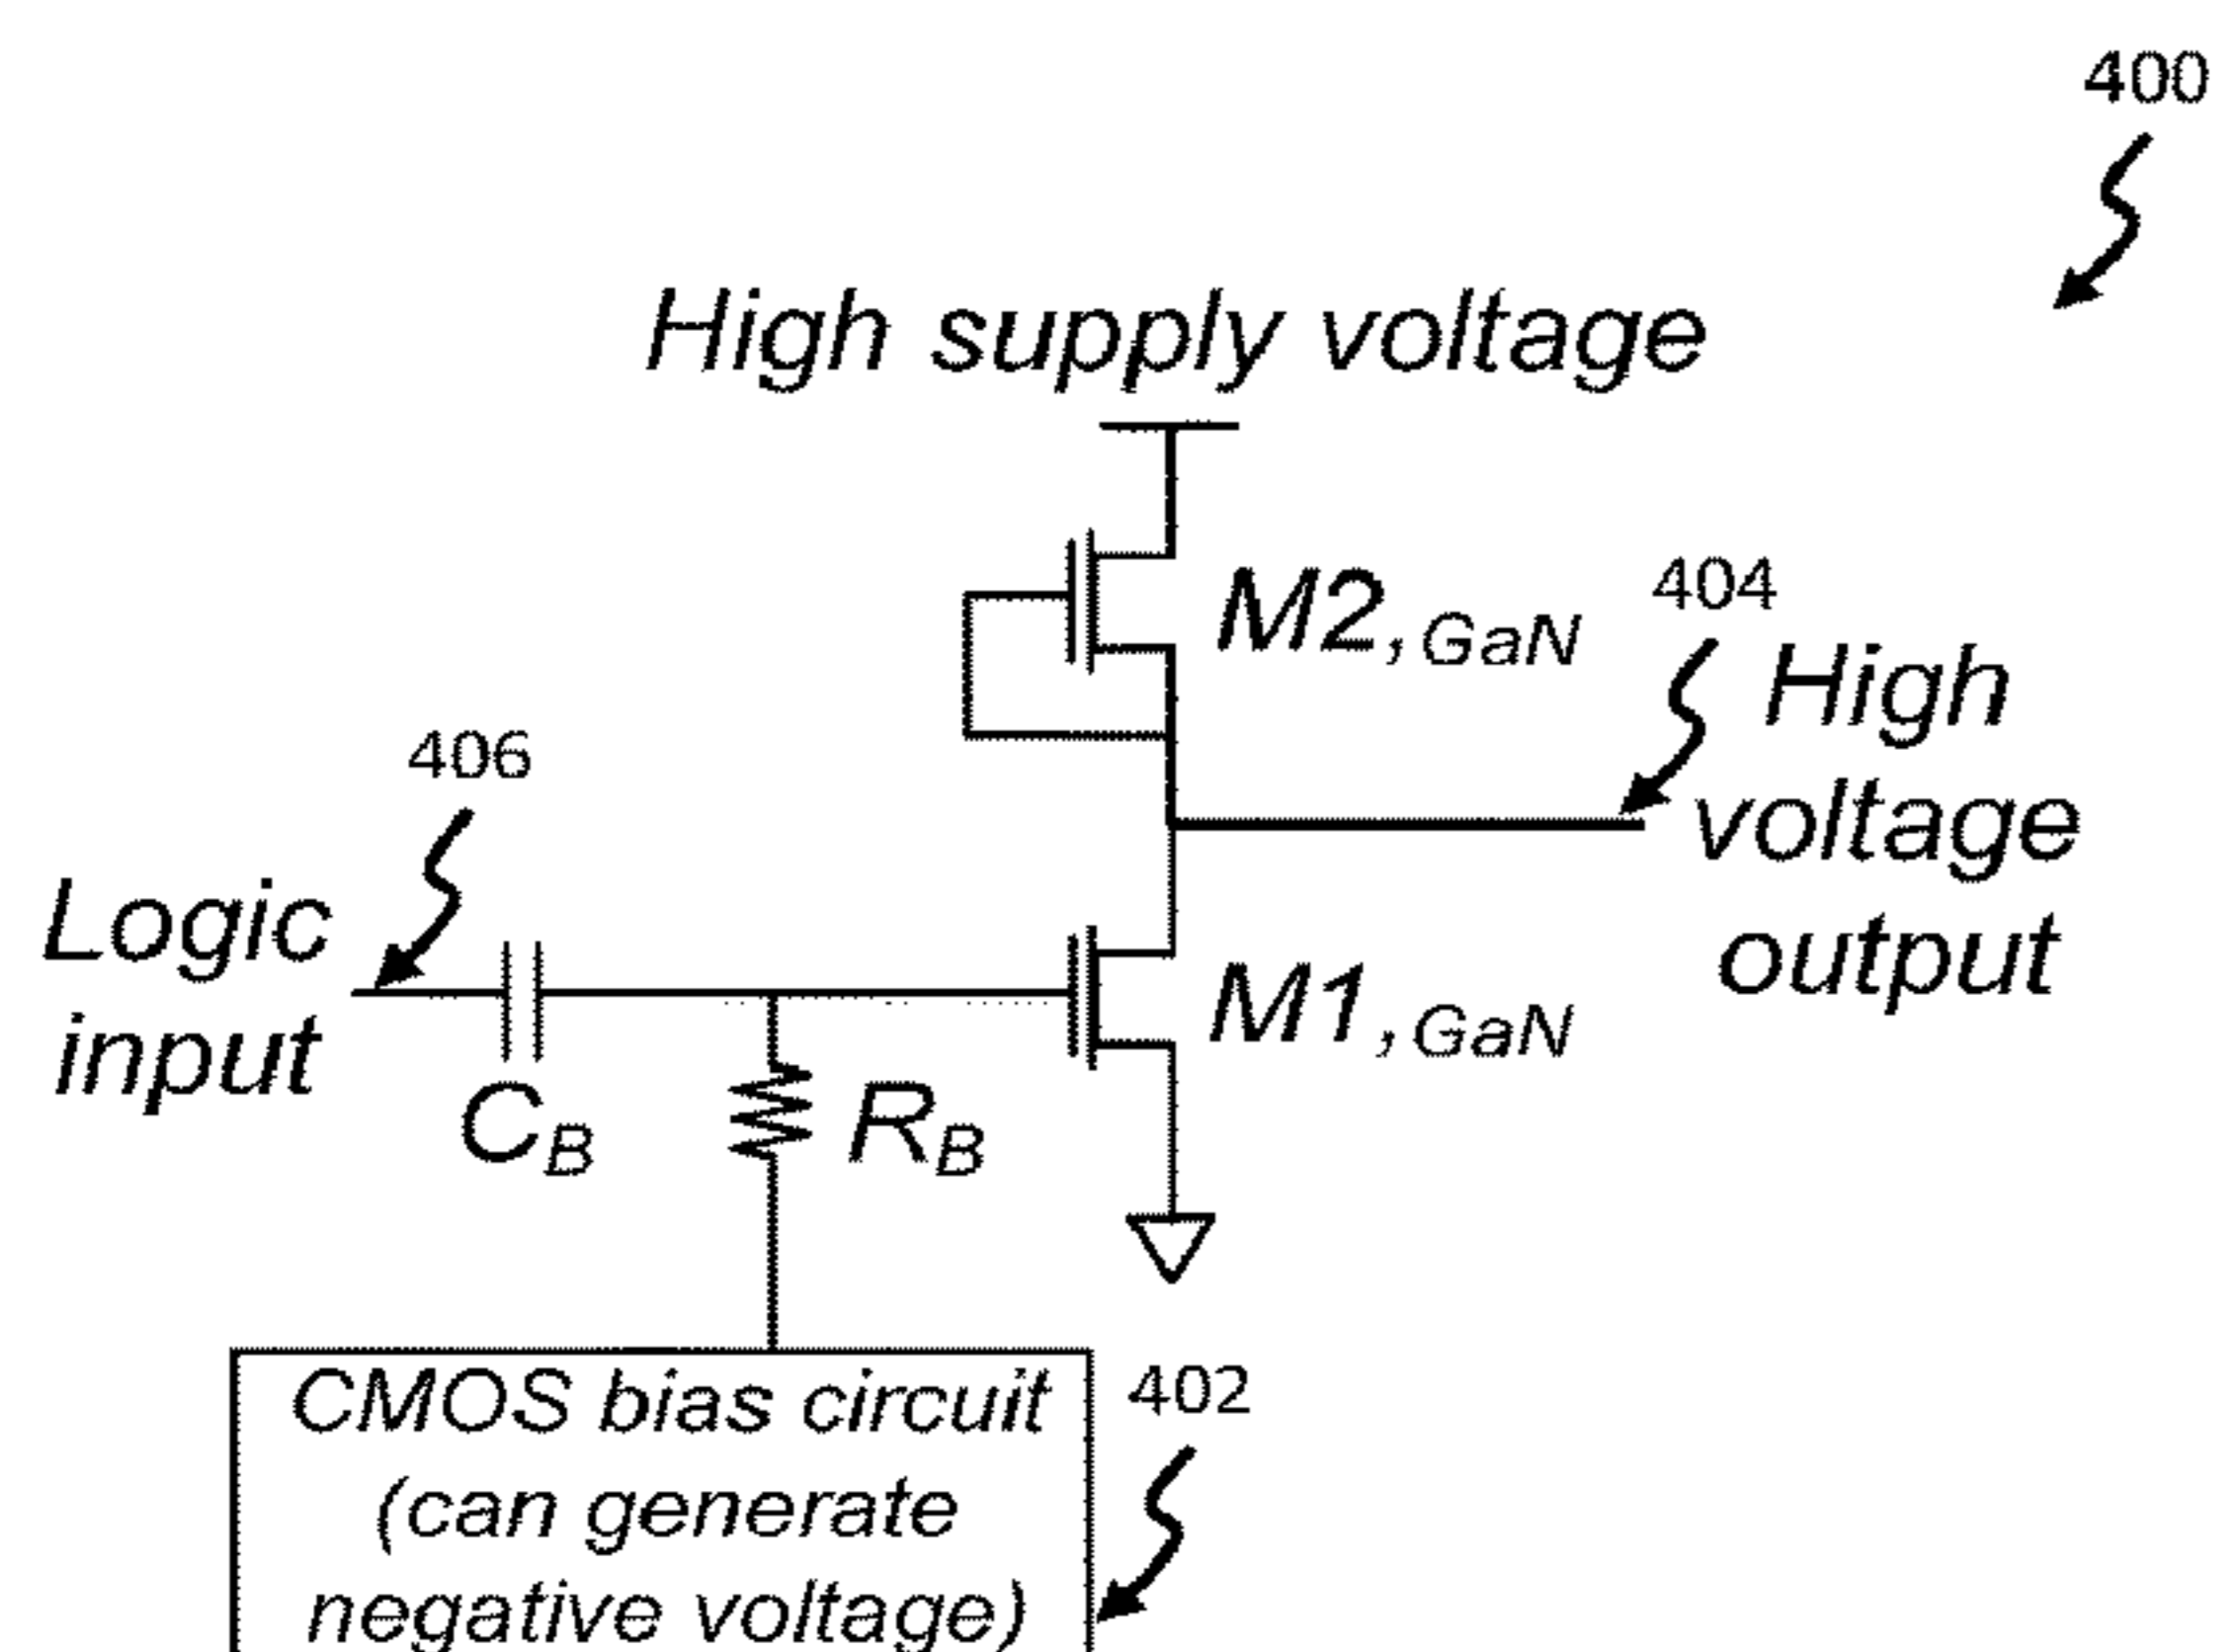 400
High supply voltage
M2,GaN
404
High
voltage
output
406
Logic
input
M1,GaN
CB
RB
CMOS bias circuit
(can generate
negative voltage)
402